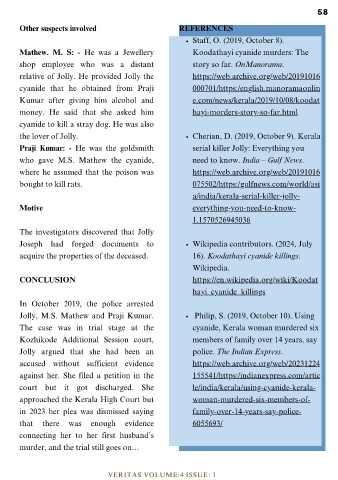 58
Other suspects involved
Mathew. M. S: - He was a Jewellery
shop employee who was a distant
relative of Jolly. He provided Jolly the
cyanide that he obtained from Praji
Kumar after giving him alcohol and
money. He said that she asked him
cyanide to kill a stray dog. He was also
the lover of Jolly.
Praji Kumar: - He was the goldsmith
who gave M.S. Mathew the cyanide,
where he assumed that the poison was
bought to kill rats.
Motive
The investigators discovered that Jolly
Joseph had forged documents to
acquire the properties of the deceased.
CONCLUSION
In October 2019, the police arrested
Jolly, M.S. Mathew and Praji Kumar.
The case was in trial stage at the
Kozhikode Additional Session court,
Jolly argued that she had been an
accused without sufficient evidence
against her. She filed a petition in the
court but it got discharged. She
approached the Kerala High Court but
in 2023 her plea was dismissed saying
that there was enough evidence
connecting her to her first husband's
murder, and the trial still goes on…
REFERENCES
• Staff, O. (2019, October 8).
Koodathayi cyanide murders: The
story so far. OnManorama.
https://web.archive.org/web/20191016
000701/https:/english.manoramaonlin
e.com/news/kerala/2019/10/08/koodat
hayi-morders-story-so-far.html
• Cherian, D. (2019, October 9). Kerala
serial killer Jolly: Everything you
need to know. India – Gulf News.
https://web.archive.org/web/20191016
075502/https:/gulfnews.com/world/asi
a/india/kerala-serial-killer-jolly-
everything-you-need-to-know-
1.1570526945036
• Wikipedia contributors. (2024, July
16). Koodathayi cyanide killings.
Wikipedia.
https://en.wikipedia.org/wiki/Koodat
hayi_cyanide_killings
• Philip, S. (2019, October 10). Using
cyanide, Kerala woman murdered six
members of family over 14 years, say
police. The Indian Express.
https://web.archive.org/web/20231224
155541/https:/indianexpress.com/artic
le/india/kerala/using-cyanide-kerala-
woman-murdered-six-members-of-
family-over-14-years-say-police-
6055693/
VERITAS VOLUME:4 ISSUE: 1